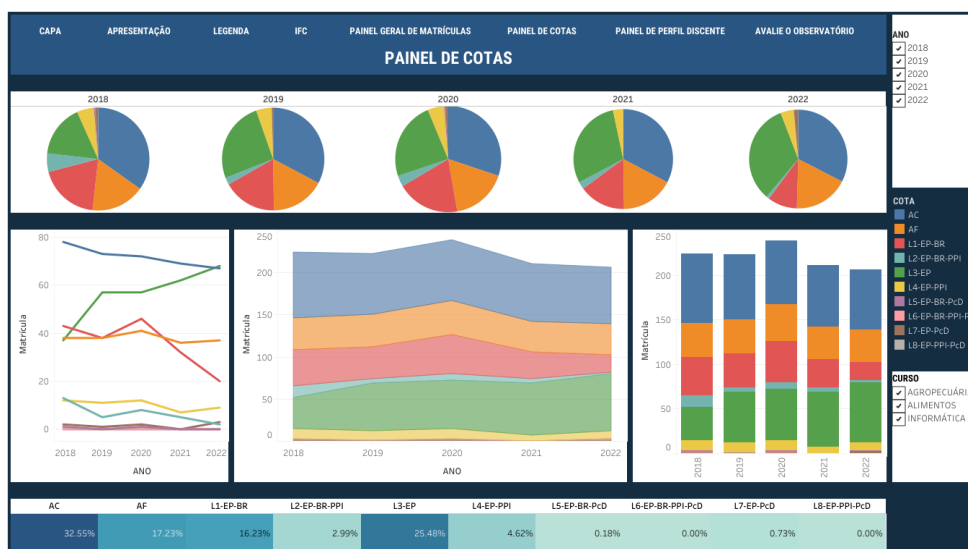 CAPA APRESENTAÇÃO LEGENDA IFC PAINEL GERAL DE MATRÍCULAS PAINEL DE COTAS PAINEL DE PERFIL DISCENTE AVALIE O OBSERVATÓRIO
PAINEL DE COTAS
2018 2019 2020 2021 2022
ANO
2018
2019
2020
2021
2022
COTA
AC
AF
L1-EP-BR
L2-EP-BR-PPI
L3-EP
L4-EP-PPI
L5-EP-BR-PcD
L6-EP-BR-PPI-P
L7-EP-PcD
L8-EP-PPI-PcD
CURSO
AGROPECUÁRI
ALIMENTOS
INFORMÁTICA
Matrícula
80
60
40
20
0
2018 2019 2020 2021 2022
ANO
Matrícula
250
200
150
100
50
0
2018 2019 2020 2021 2022
ANO
Matrícula
250
200
150
100
50
0
2018 2019 2020 2021 2022
AC AF L1-EP-BR L2-EP-BR-PPI L3-EP L4-EP-PPI L5-EP-BR-PcD L6-EP-BR-PPI-PcD L7-EP-PcD L8-EP-PPI-PcD
32.55% 17.23% 16.23% 2.99% 25.48% 4.62% 0.18% 0.00% 0.73% 0.00%